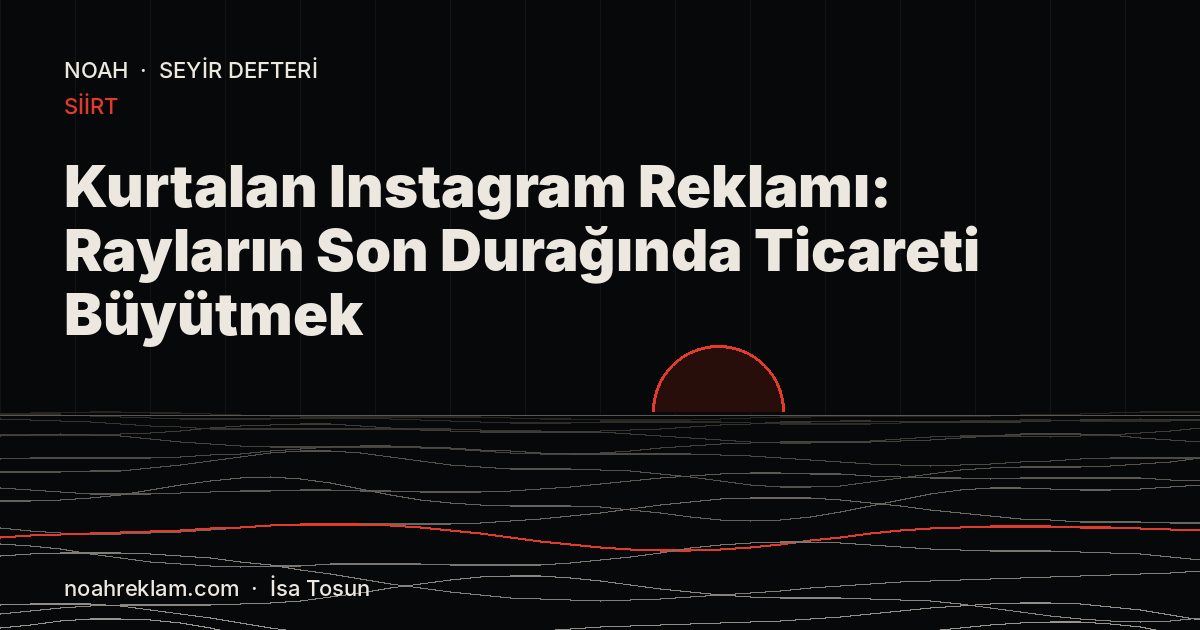 NOAH · SEYİR DEFTERİ
SİİRT
Kurtalan Instagram Reklamı:
Rayların Son Durağında Ticareti
Büyütmek
noahreklam.com · İsa Tosun